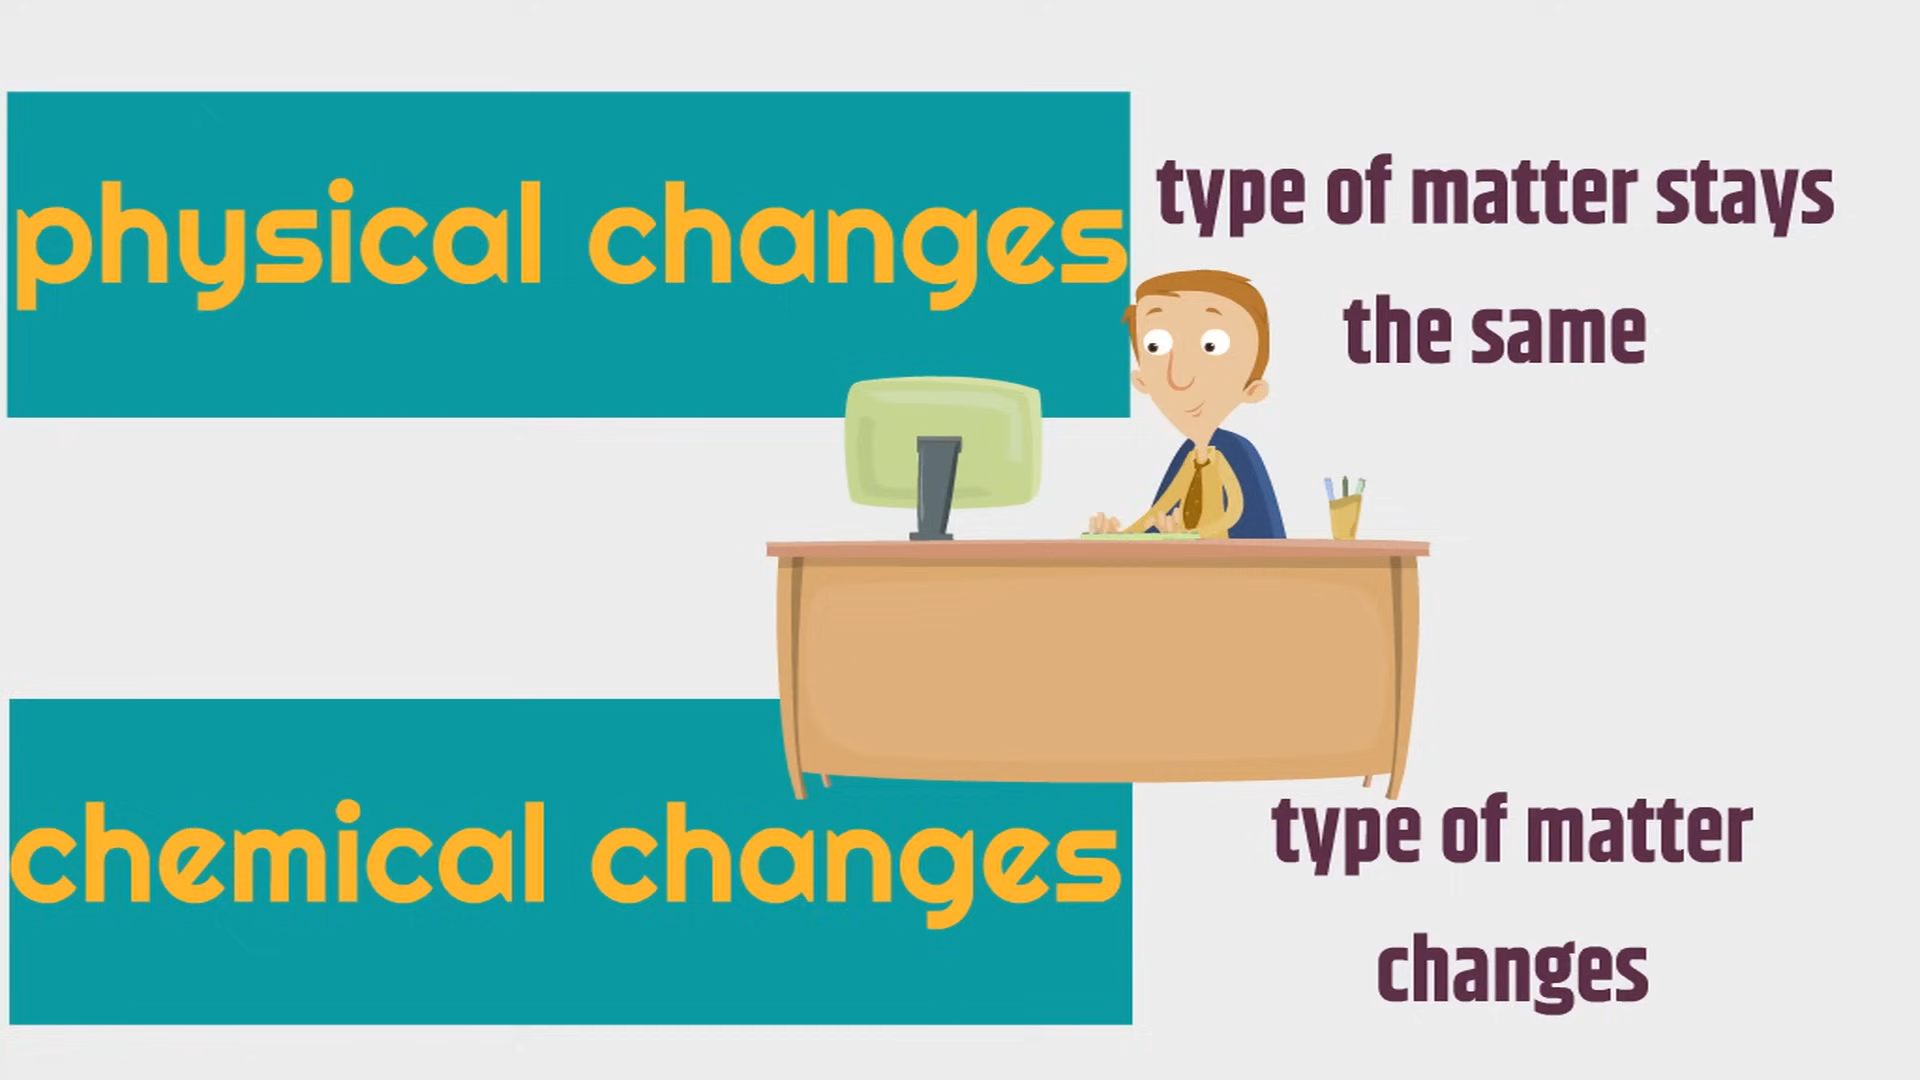 physical changes
type of matter stays
the same
chemical changes
type of matter
changes